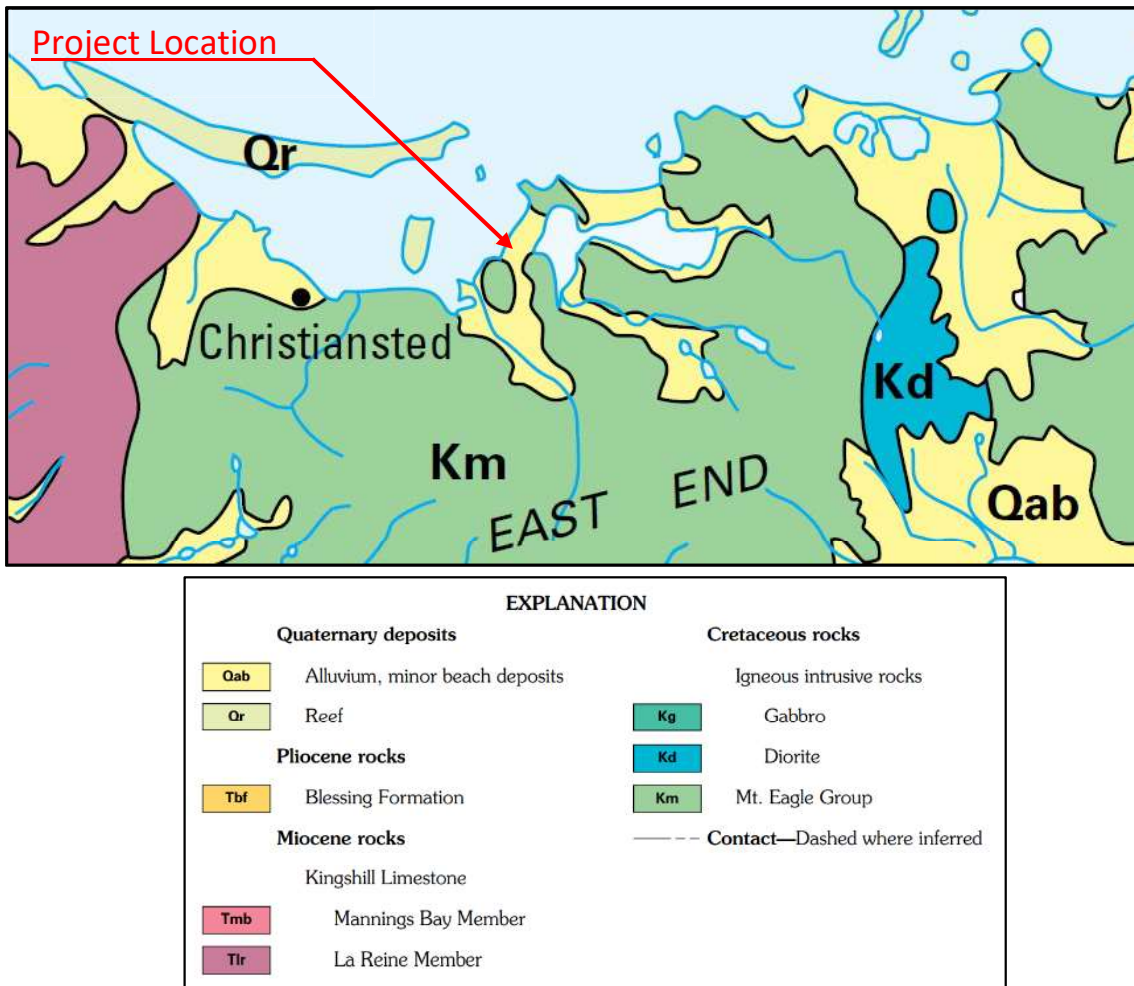 Project Location
Qr
Christiansted
Km
Kd
EAST END
Qab
EXPLANATION
Quaternary deposits
Qab Alluvium, minor beach deposits
Qr Reef
Pliocene rocks
Tbf Blessing Formation
Miocene rocks
Kingshill Limestone
Tmb Mannings Bay Member
Tlr La Reine Member
Cretaceous rocks
Igneous intrusive rocks
Kg Gabbro
Kd Diorite
Km Mt. Eagle Group
Contact—Dashed where inferred